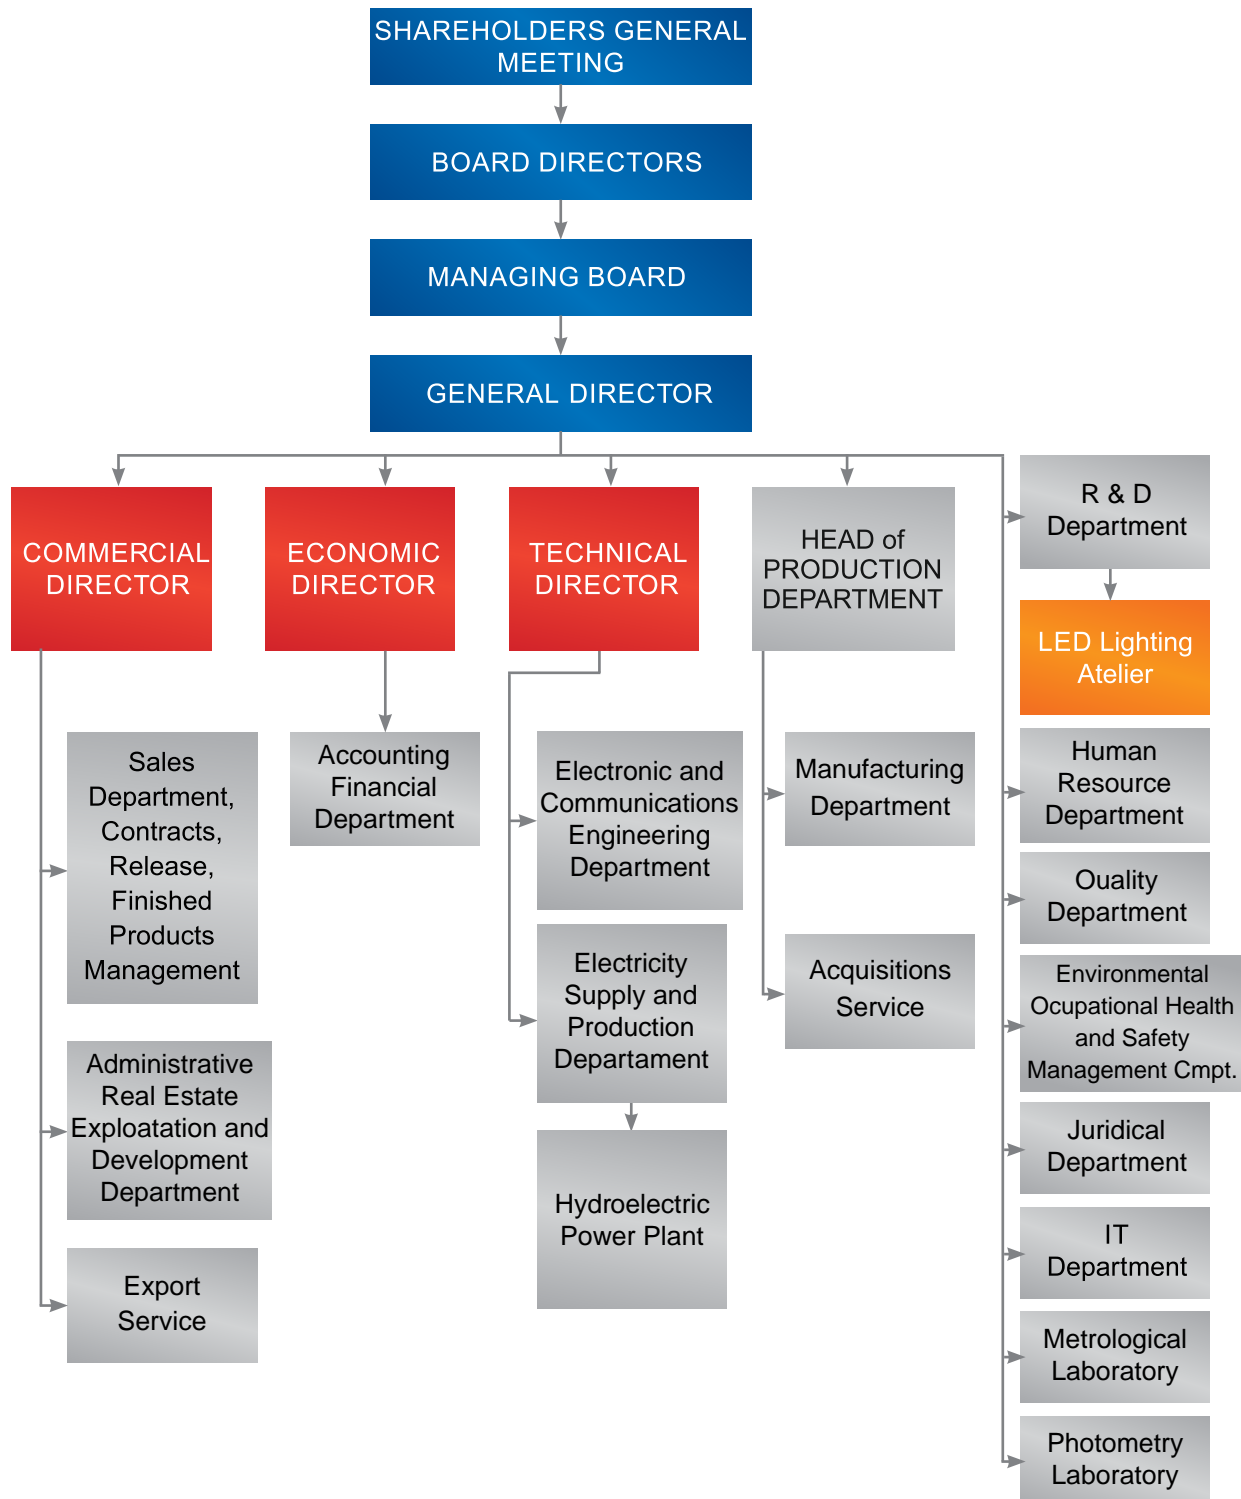 SHAREHOLDERS GENERAL
MEETING
BOARD DIRECTORS
MANAGING BOARD
GENERAL DIRECTOR
COMMERCIAL
DIRECTOR
ECONOMIC
DIRECTOR
TECHNICAL
DIRECTOR
HEAD of
PRODUCTION
DEPARTMENT
R & D
Department
LED Lighting
Atelier
Sales
Department,
Contracts,
Release,
Finished
Products
Management
Administrative
Real Estate
Exploatation and
Development
Department
Export
Service
Accounting
Financial
Department
Electronic and
Communications
Engineering
Department
Electricity
Supply and
Production
Departament
Hydroelectric
Power Plant
Manufacturing
Department
Acquisitions
Service
Human
Resource
Department
Ouality
Department
Environmental
Ocupational Health
and Safety
Management Cmpt.
Juridical
Department
IT
Department
Metrological
Laboratory
Photometry
Laboratory